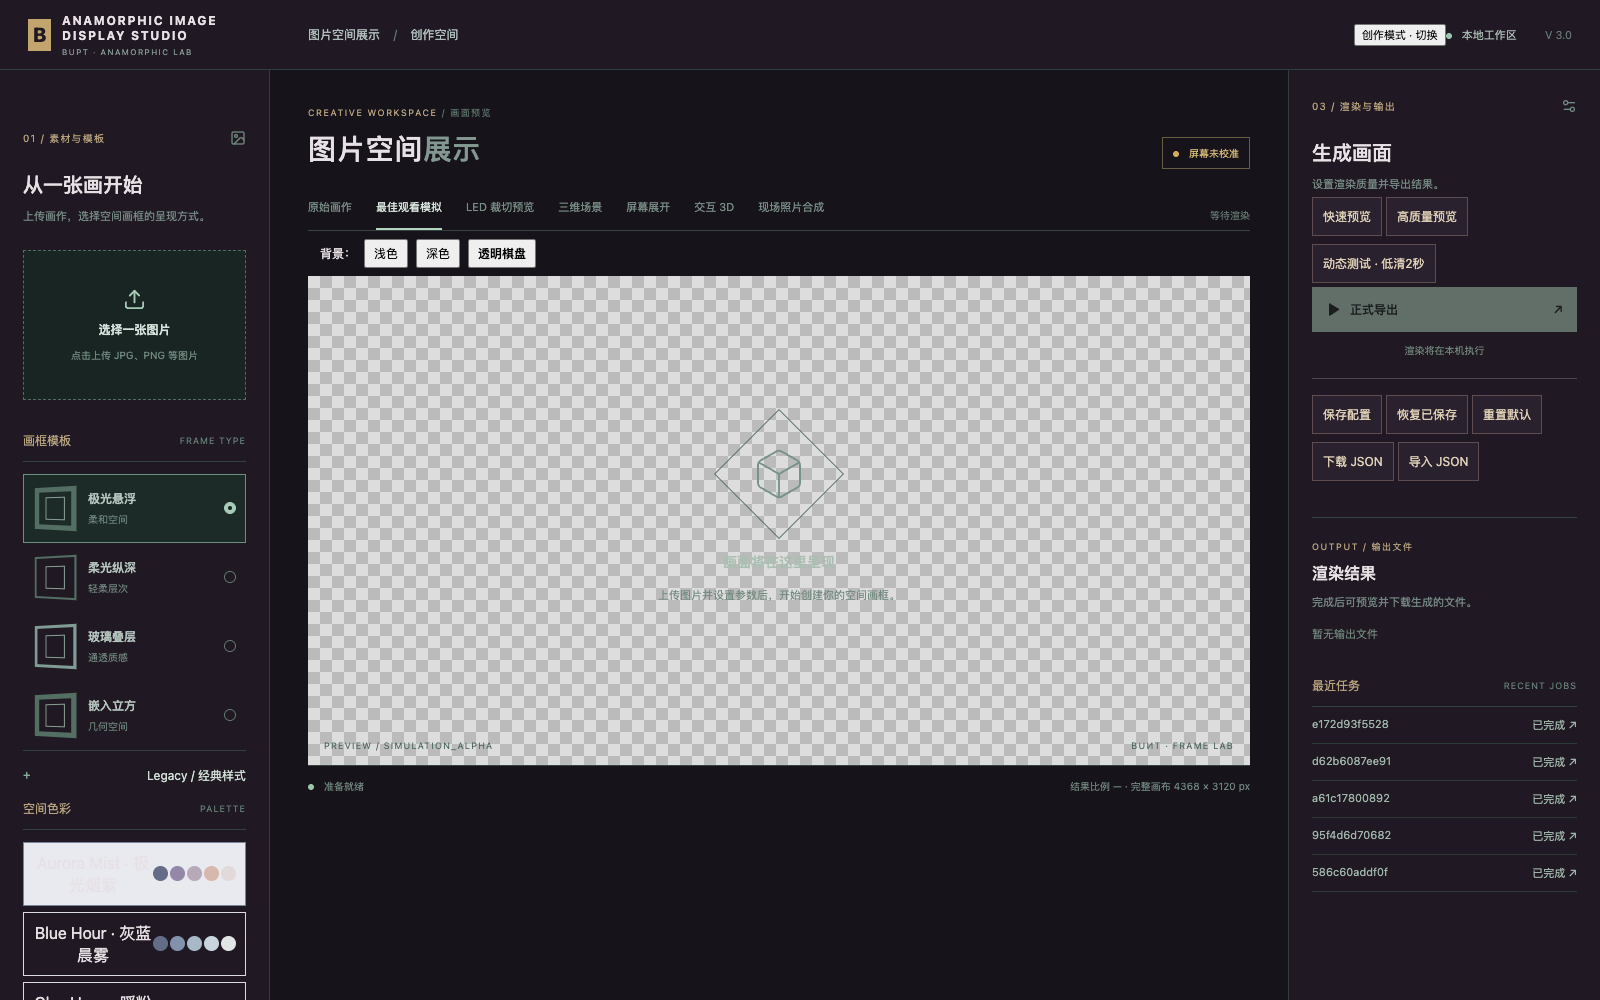 B
ANAMORPHIC IMAGE
DISPLAY STUDIO
BUPT · ANAMORPHIC LAB
图片空间展示 / 创作空间
创作模式 · 切换
本地工作区
V 3.0
01 / 素材与模板
从一张画开始
上传画作，选择空间画框的呈现方式。
选择一张图片
点击上传 JPG、PNG 等图片
画框模板 FRAME TYPE
极光悬浮
柔和空间
柔光纵深
轻柔层次
玻璃叠层
通透质感
嵌入立方
几何空间
+ Legacy / 经典样式
空间色彩 PALETTE
Aurora Mist · 极
光烟紫
Blue Hour · 灰蓝
晨雾
CREATIVE WORKSPACE / 画面预览
图片空间展示
屏幕未校准
原始画作 最佳观看模拟 LED 裁切预览 三维场景 屏幕展开 交互 3D 现场照片合成
等待渲染
背景： 浅色 深色 透明棋盘
画面将在这里呈现
上传图片并设置参数后，开始创建你的空间画框。
PREVIEW / SIMULATION_ALPHA
BUИT · FRAME LAB
准备就绪
结果比例 — · 完整画布 4368 × 3120 px
03 / 渲染与输出
生成画面
设置渲染质量并导出结果。
快速预览 高质量预览
动态测试 · 低清2秒
正式导出
渲染将在本机执行
保存配置 恢复已保存 重置默认
下载 JSON 导入 JSON
OUTPUT / 输出文件
渲染结果
完成后可预览并下载生成的文件。
暂无输出文件
最近任务 RECENT JOBS
e172d93f5528 已完成 ↗
d62b6087ee91 已完成 ↗
a61c17800892 已完成 ↗
95f4d6d70682 已完成 ↗
586c60addf0f 已完成 ↗